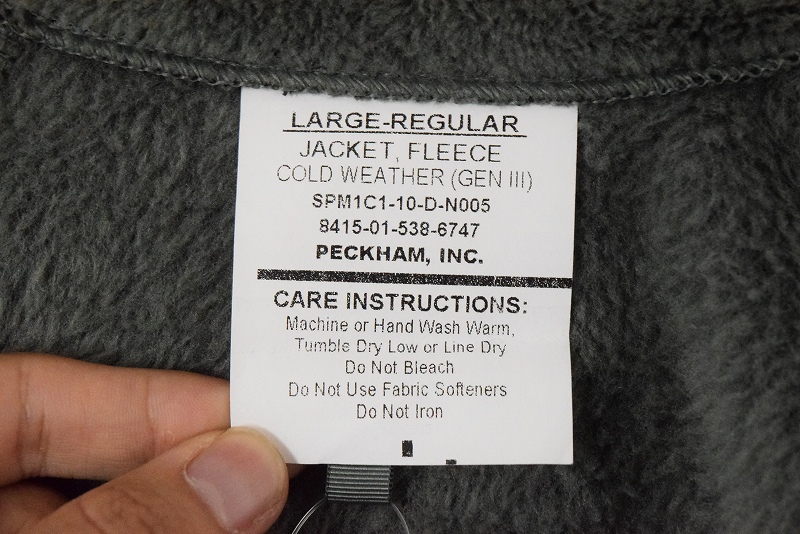 LARGE-REGULAR
JACKET, FLEECE
COLD WEATHER (GEN III)
SPM1C1-10-D-N005
8415-01-538-6747
PECKHAM, INC.
CARE INSTRUCTIONS:
Machine or Hand Wash Warm,
Tumble Dry Low or Line Dry
Do Not Bleach
Do Not Use Fabric Softeners
Do Not Iron